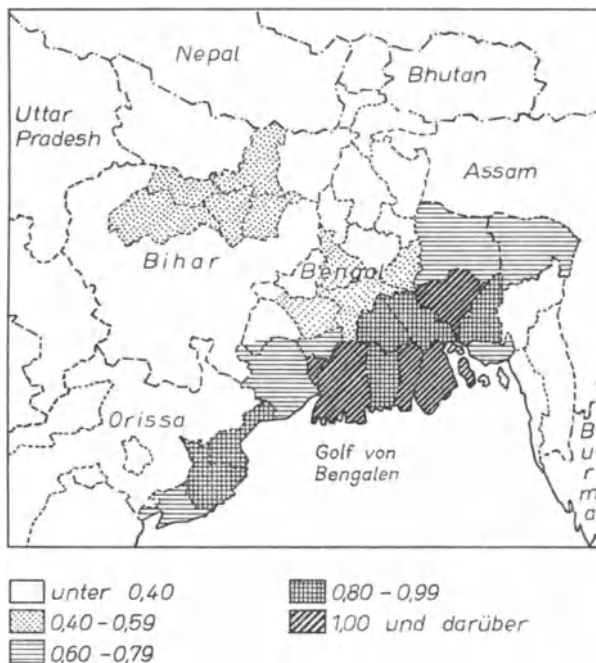 Nepal
Bhutan
Uttar
Pradesh
Assam
Bihar
Bengal
Orissa
Golf von
Bengalen
Burma
unter 0,40
0,40 – 0,59
0,60 – 0,79
0,80 – 0,99
1,00 und darüber